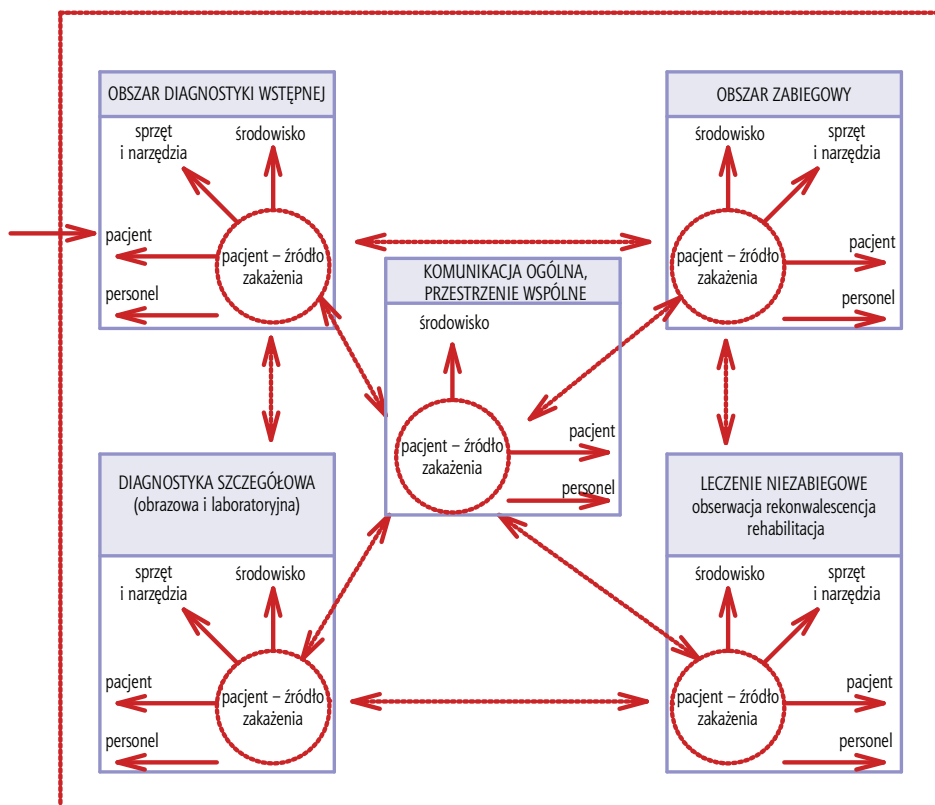 OBSZAR DIAGNOSTYKI WSTĘPNEJ
sprzęt
i narzędzia
środowisko
pacjent
personel
pacjent – źródło
zakażenia
OBSZAR ZABIEGOWY
środowisko
sprzęt
i narzędzia
pacjent
personel
pacjent – źródło
zakażenia
KOMUNIKACJA OGÓLNA,
PRZESTRZENIE WSPÓLNE
środowisko
pacjent
personel
pacjent – źródło
zakażenia
DIAGNOSTYKA SZCZEGÓŁOWA
(obrazowa i laboratoryjna)
sprzęt
i narzędzia
środowisko
pacjent
personel
pacjent – źródło
zakażenia
LECZENIE NIEZABIEGOWE
obserwacja rekonwalescencja
rehabilitacja
środowisko
sprzęt
i narzędzia
pacjent
personel
pacjent – źródło
zakażenia